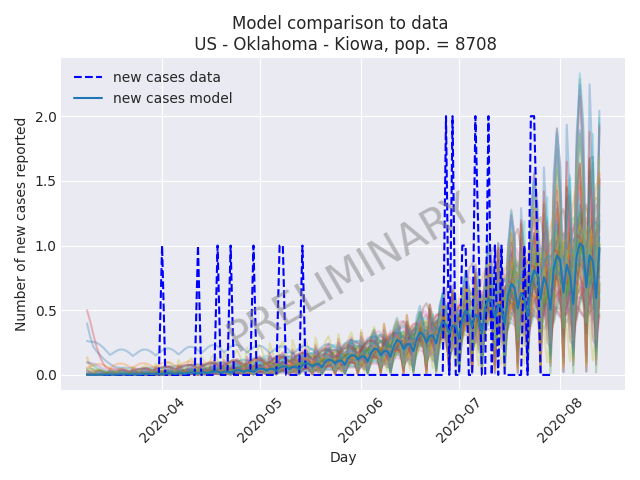 Model comparison to data
US - Oklahoma - Kiowa, pop. = 8708
new cases data
new cases model
Number of new cases reported
2.0
1.5
1.0
0.5
0.0
PRELIMINARY
2020-04
2020-05
2020-06
2020-07
2020-08
Day